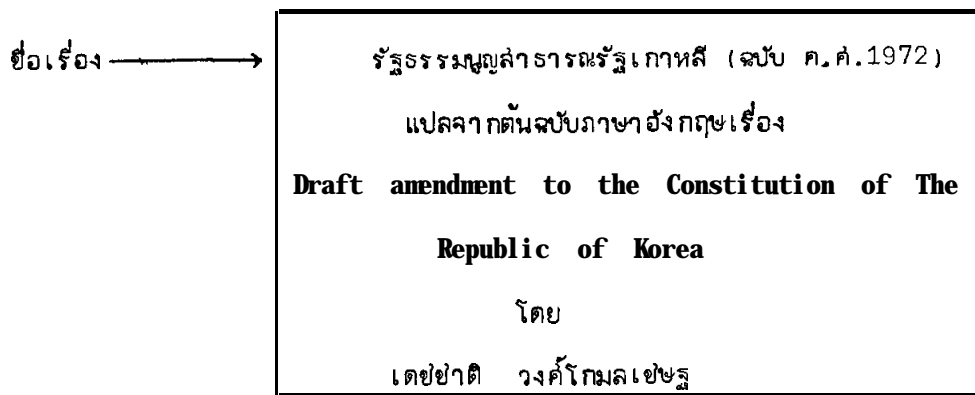 ชื่อเรื่อง
รัฐธรรมนูญสาธารณรัฐเกาหลี (ฉบับ ค.ศ.1972)
แปลจากต้นฉบับภาษาอังกฤษเรื่อง
Draft amendment to the Constitution of The
Republic of Korea
โดย
เดชชาติ วงศ์โกมลเชษฐ